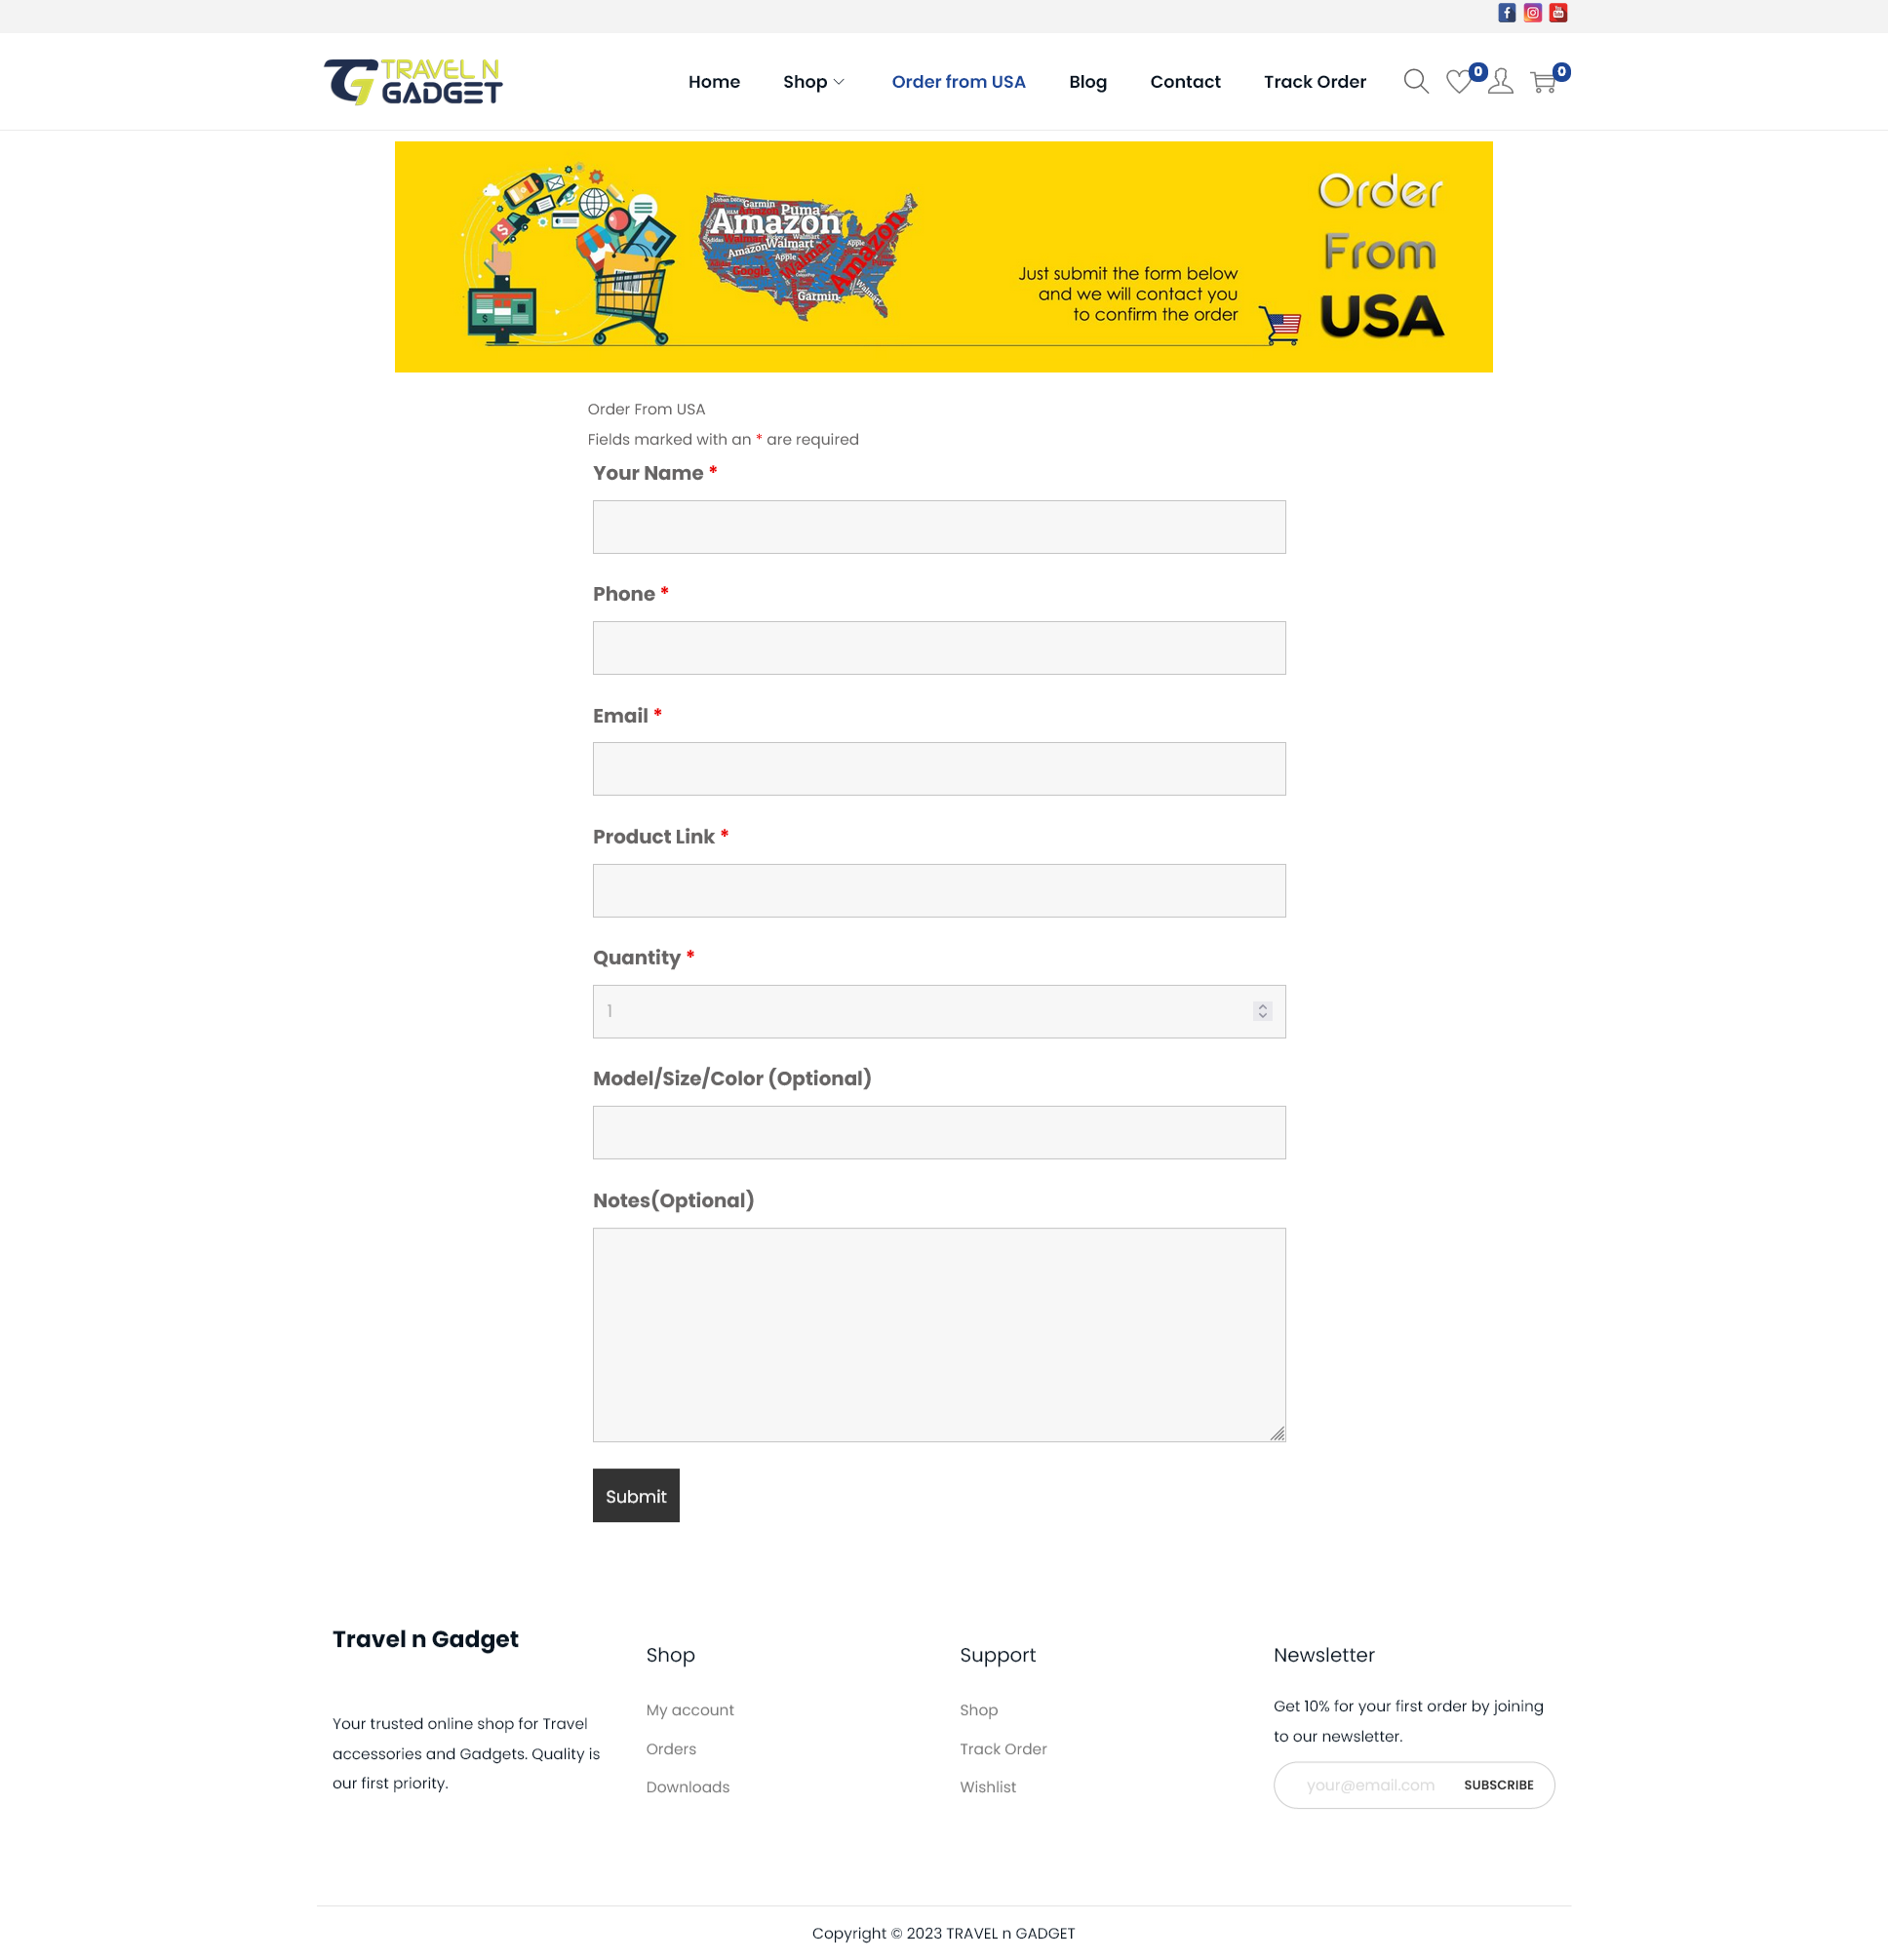 TRAVEL N
GADGET
Home
Shop
Order from USA
Blog
Contact
Track Order
0
0
Garmin
Puma
Amazon
Walmart
Walmart
Amazon
Walmart
Apple
Google
Walmart
Amazon
Apple
Garmin
Walmart
Just submit the form below
and we will contact you
to confirm the order
Order
From
USA
Order From USA
Fields marked with an * are required
Your Name *
Phone *
Email *
Product Link *
Quantity *
1
Model/Size/Color (Optional)
Notes(Optional)
Submit
Travel n Gadget
Your trusted online shop for Travel
accessories and Gadgets. Quality is
our first priority.
Shop
My account
Orders
Downloads
Support
Shop
Track Order
Wishlist
Newsletter
Get 10% for your first order by joining
to our newsletter.
your@email.com
SUBSCRIBE
Copyright © 2023 TRAVEL n GADGET